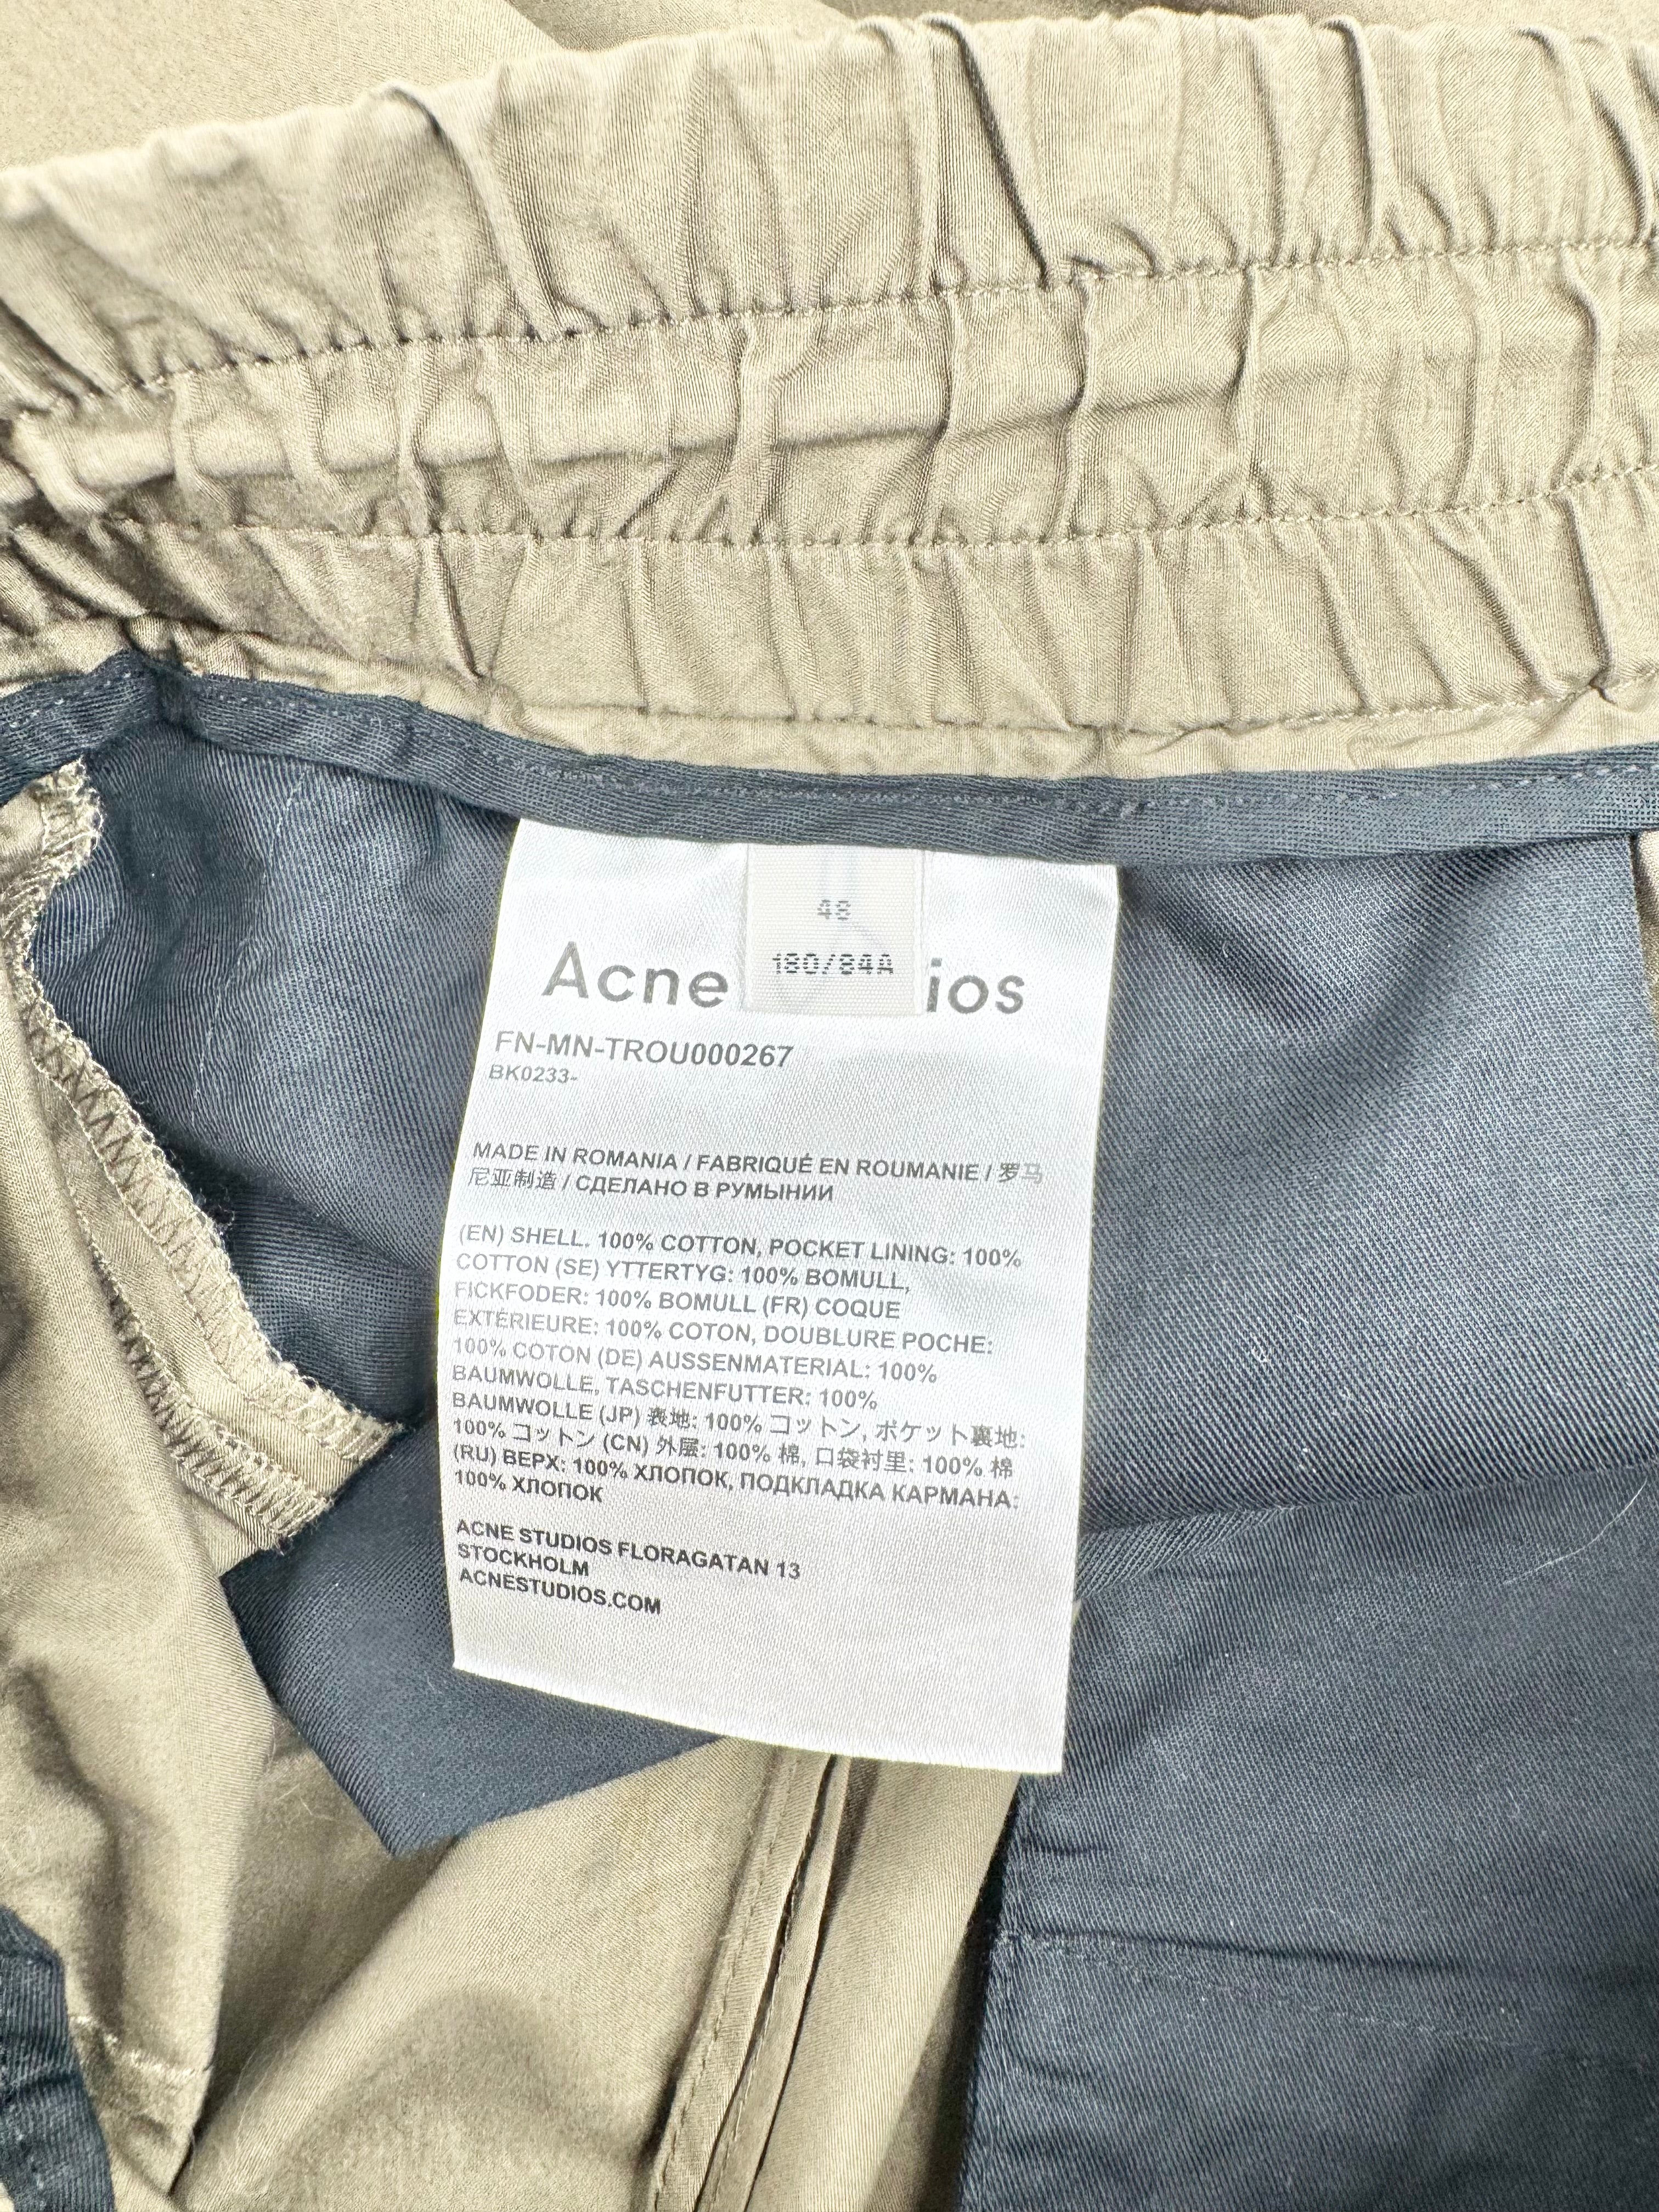 48
180/84A
Acne ios
FN-MN-TROU000267
BK0233-
MADE IN ROMANIA / FABRIQUÉ EN ROUMANIE / 罗马
尼亚制造 / СДЕЛАНО В РУМЫНИИ
(EN) SHELL. 100% COTTON, POCKET LINING: 100%
COTTON (SE) YTTERTYG: 100% BOMULL,
FICKFODER: 100% BOMULL (FR) COQUE
EXTÉRIEURE: 100% COTON, DOUBLURE POCHE:
100% COTON (DE) AUSSENMATERIAL: 100%
BAUMWOLLE, TASCHENFUTTER: 100%
BAUMWOLLE (JP) 表地: 100% コットン, ポケット裏地:
100% コットン (CN) 外层: 100% 棉, 口袋衬里: 100% 棉
(RU) ВЕРХ: 100% ХЛОПОК, ПОДКЛАДКА КАРМАНА:
100% ХЛОПОК
ACNE STUDIOS FLORAGATAN 13
STOCKHOLM
ACNESTUDIOS.COM